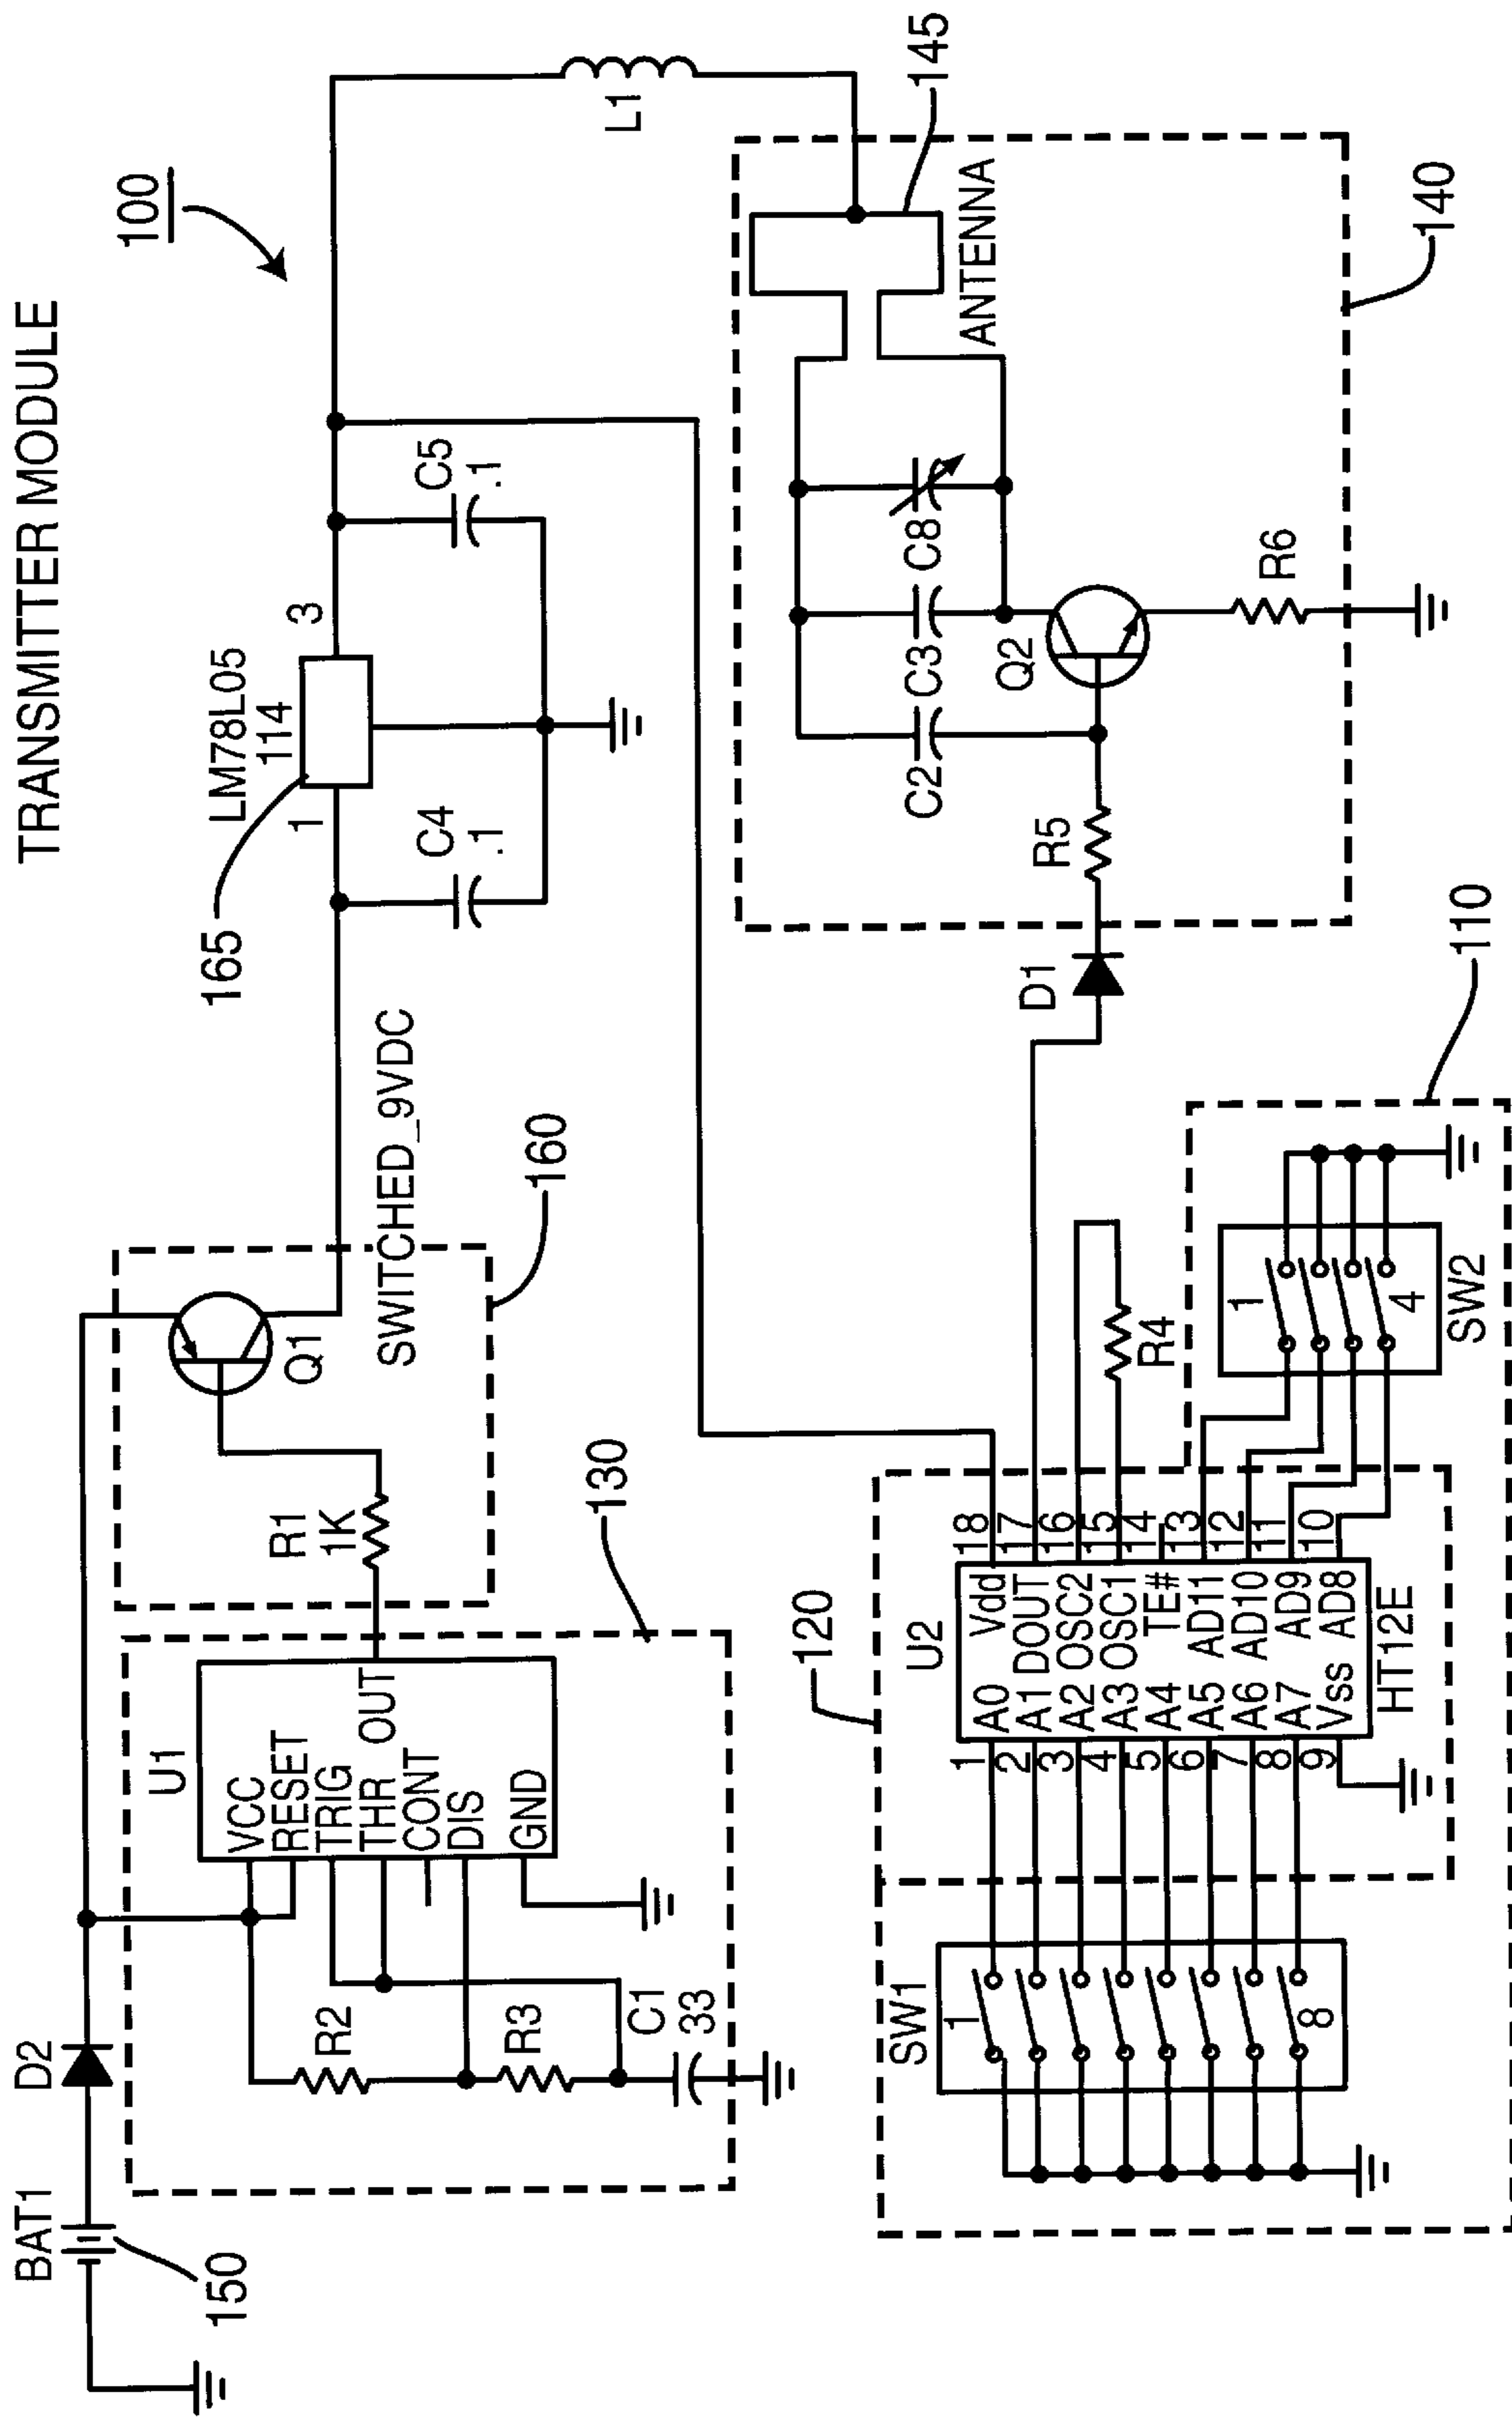 TRANSMITTER MODULE
100
BAT1
150
D2
U1
VCC
RESET
TRIG
THR
OUT
CONT
DIS
GND
R2
R3
C1
33
130
R1
1K
Q1
SWITCHED_9VDC
160
165
LM78L05
114
1
3
C4
.1
C5
.1
L1
145
ANTENNA
140
C2
C3
C8
Q2
R5
R6
D1
110
120
U2
SW1
1
8
1
2
3
4
5
6
7
8
9
A0 Vdd
A1 DOUT
A2 OSC2
A3 OSC1
A4 TE#
A5 AD11
A6 AD10
A7 AD9
Vss AD8
18
17
16
15
14
13
12
11
10
HT12E
R4
1
4
SW2